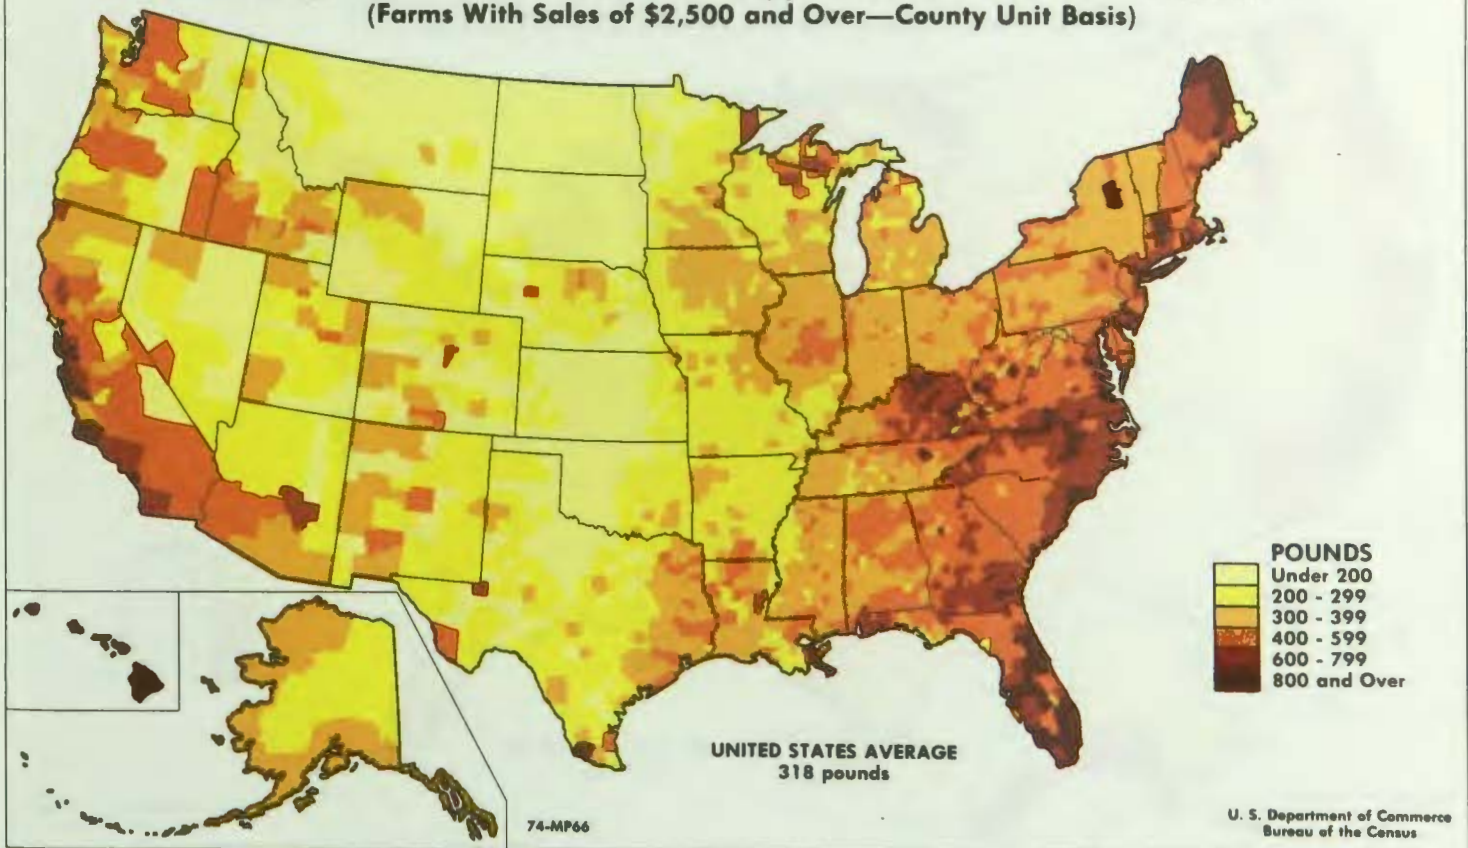 (Farms With Sales of $2,500 and Over—County Unit Basis)
POUNDS
Under 200
200 - 299
300 - 399
400 - 599
600 - 799
800 and Over
UNITED STATES AVERAGE
318 pounds
74-MP66
U. S. Department of Commerce
Bureau of the Census